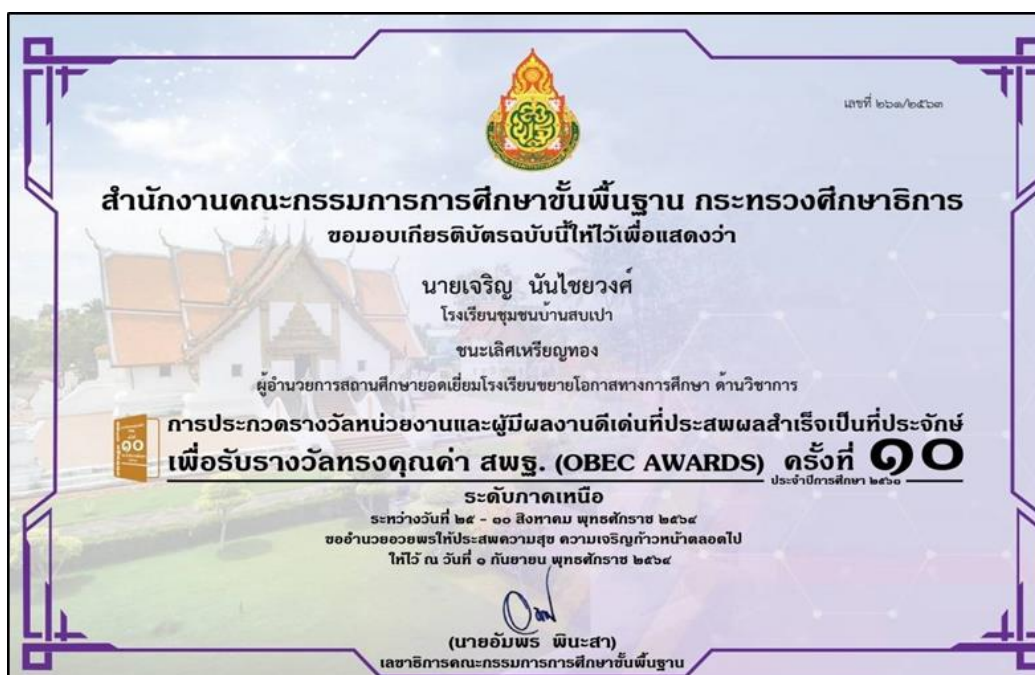 เลขที่ ๒๖๑/๒๕๖๓
สำนักงานคณะกรรมการการศึกษาขั้นพื้นฐาน กระทรวงศึกษาธิการ
ขอมอบเกียรติบัตรฉบับนี้ให้ไว้เพื่อแสดงว่า
นายเจริญ นันไชยวงศ์
โรงเรียนชุมชนบ้านสบเปา
ชนะเลิศเหรียญทอง
ผู้อำนวยการสถานศึกษายอดเยี่ยมโรงเรียนขยายโอกาสทางการศึกษา ด้านวิชาการ
๑๐
การประกวดรางวัลหน่วยงานและผู้มีผลงานดีเด่นที่ประสพผลสำเร็จเป็นที่ประจักษ์
เพื่อรับรางวัลทรงคุณค่า สพฐ. (OBEC AWARDS) ครั้งที่ ๑๐
ประจำปีการศึกษา
ระดับภาคเหนือ
ระหว่างวันที่ ๒๕ - ๓๐ สิงหาคม พุทธศักราช ๒๕๖๔
ขออำนวยอวยพรให้ประสพความสุข ความเจริญก้าวหน้าตลอดไป
ให้ไว้ ณ วันที่ ๑ กันยายน พุทธศักราช ๒๕๖๔
(นายอัมพร พินะสา)
เลขาธิการคณะกรรมการการศึกษาขั้นพื้นฐาน